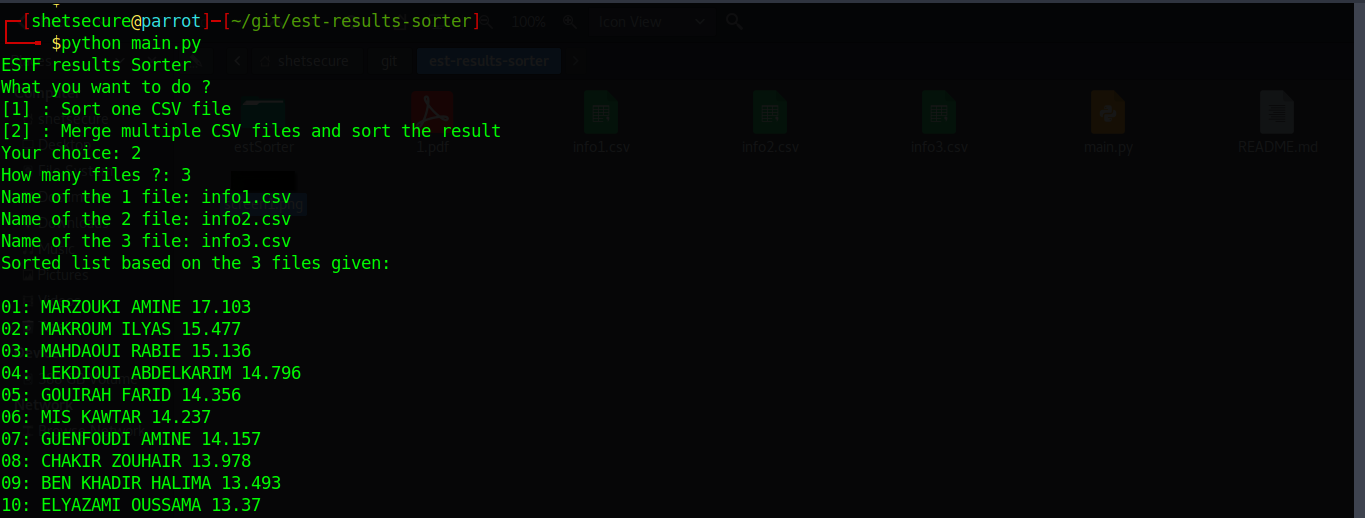 [shetsecure@parrot]-[~/git/est-results-sorter]
$python main.py
ESTF results Sorter
What you want to do ?
[1] : Sort one CSV file
[2] : Merge multiple CSV files and sort the result
Your choice: 2
How many files ?: 3
Name of the 1 file: info1.csv
Name of the 2 file: info2.csv
Name of the 3 file: info3.csv
Sorted list based on the 3 files given:
01: MARZOUKI AMINE 17.103
02: MAKROUM ILYAS 15.477
03: MAHDAOUI RABIE 15.136
04: LEKDIOUI ABDELKARIM 14.796
05: GOUIRAH FARID 14.356
06: MIS KAWTAR 14.237
07: GUENFOUDI AMINE 14.157
08: CHAKIR ZOUHAIR 13.978
09: BEN KHADIR HALIMA 13.493
10: ELYAZAMI OUSSAMA 13.37
100% Icon View
shetsecure git est-results-sorter
estSorter 1.pdf info1.csv info2.csv info3.csv main.py README.md
Pictures